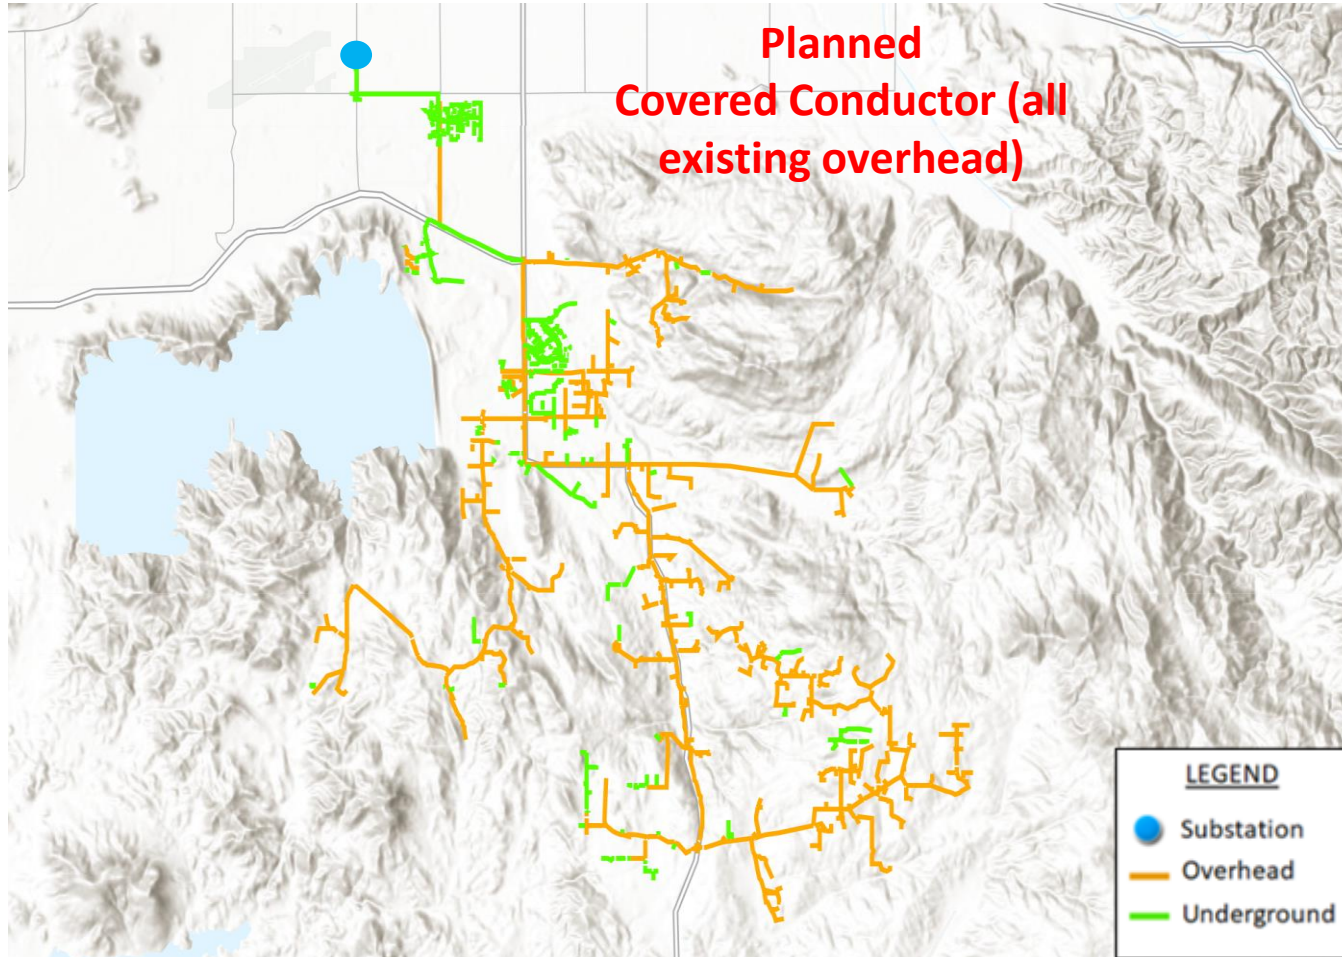 Planned
Covered Conductor (all
existing overhead)
LEGEND
Substation
Overhead
Underground